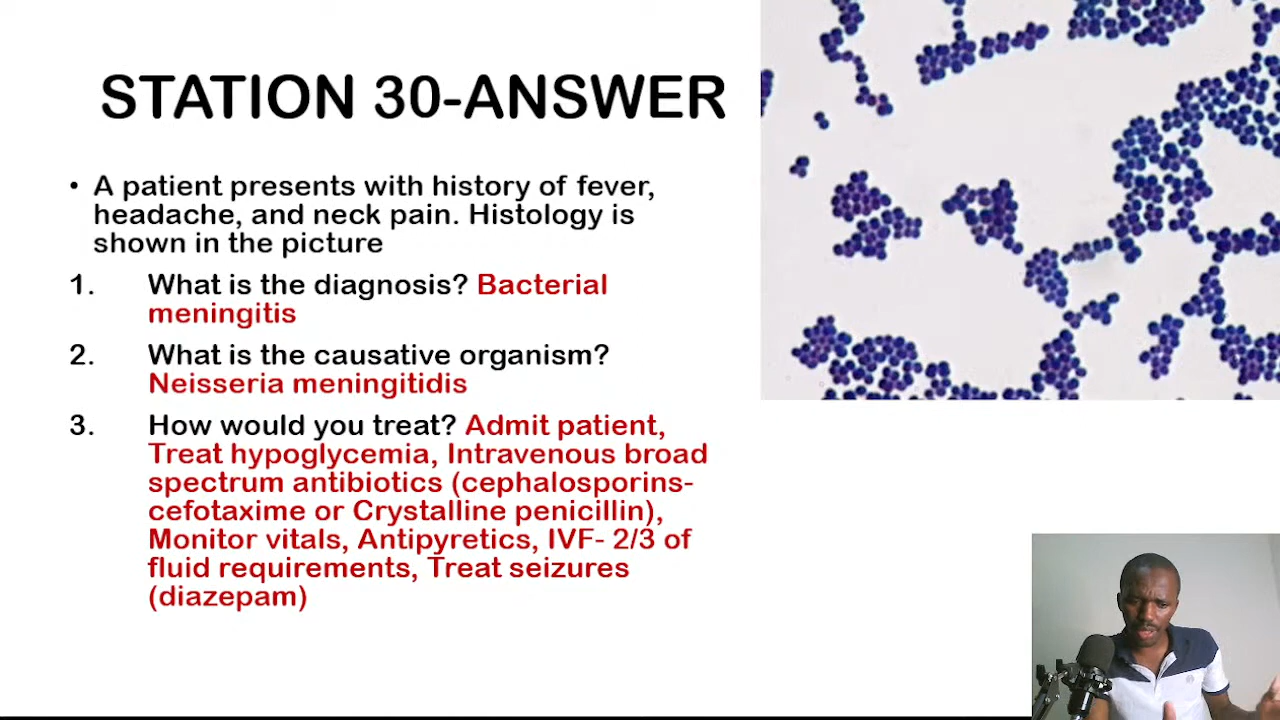 STATION 30-ANSWER
• A patient presents with history of fever,
headache, and neck pain. Histology is
shown in the picture
1. What is the diagnosis? Bacterial
meningitis
2. What is the causative organism?
Neisseria meningitidis
3. How would you treat? Admit patient,
Treat hypoglycemia, Intravenous broad
spectrum antibiotics (cephalosporins-
cefotaxime or Crystalline penicillin),
Monitor vitals, Antipyretics, IVF- 2/3 of
fluid requirements, Treat seizures
(diazepam)